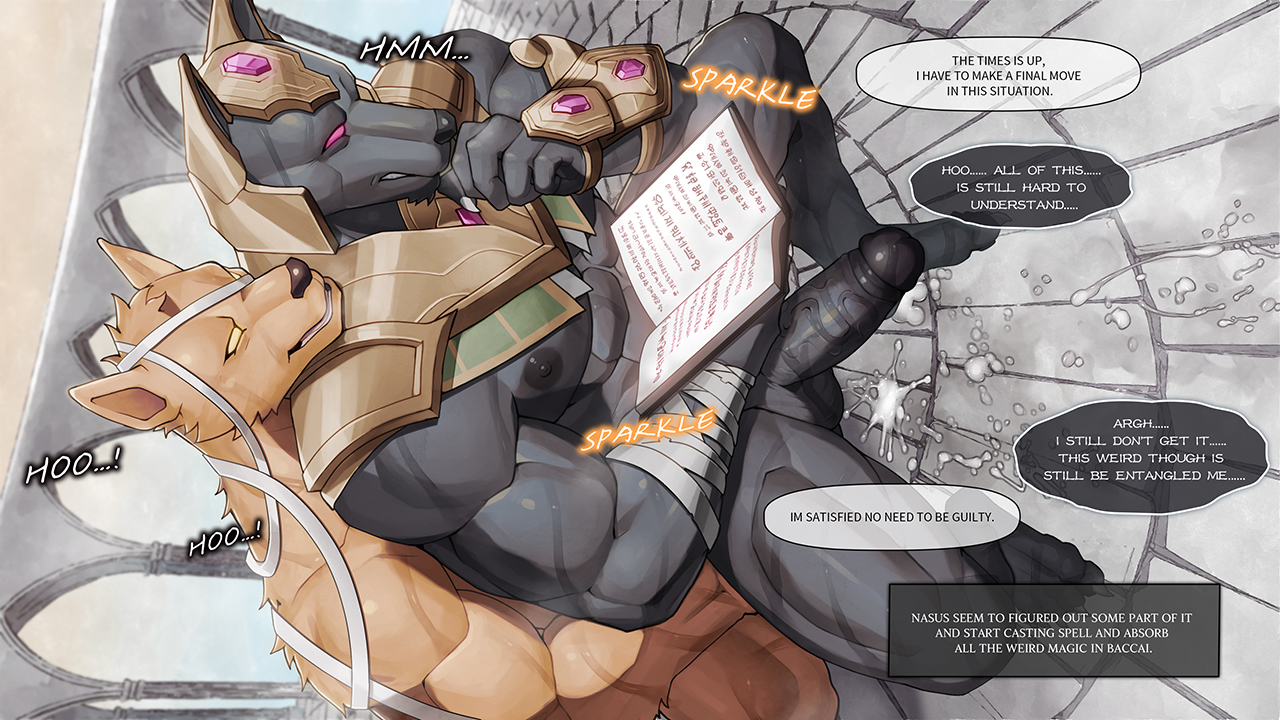 HMM...
SPARKLE
THE TIMES IS UP,
I HAVE TO MAKE A FINAL MOVE
IN THIS SITUATION.
HOO...... ALL OF THIS......
IS STILL HARD TO
UNDERSTAND.....
HOO...!
HOO...!
SPARKLE
ARGH......
I STILL DON'T GET IT......
THIS WEIRD THOUGH IS
STILL BE ENTANGLED ME......
IM SATISFIED NO NEED TO BE GUILTY.
NASUS SEEM TO FIGURED OUT SOME PART OF IT
AND START CASTING SPELL AND ABSORB
ALL THE WEIRD MAGIC IN BACCAI.